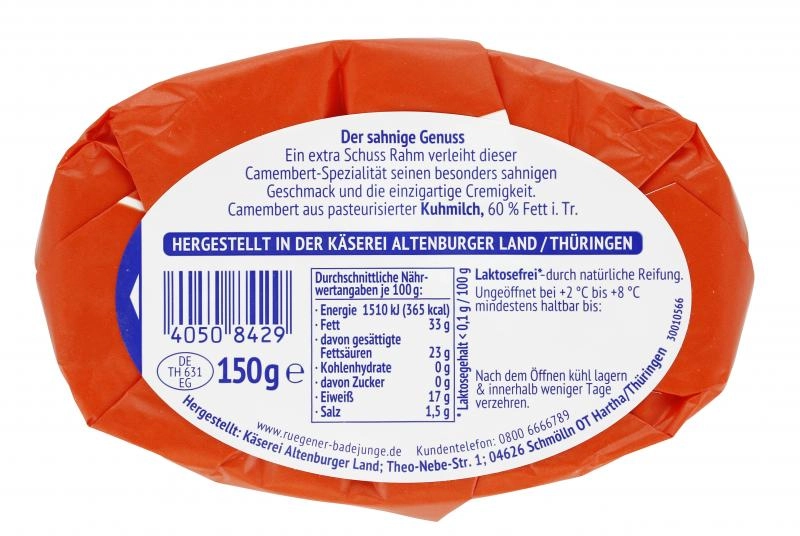 Der sahnige Genuss
Ein extra Schuss Rahm verleiht dieser
Camembert-Spezialität seinen besonders sahnigen
Geschmack und die einzigartige Cremigkeit.
Camembert aus pasteurisierter Kuhmilch, 60 % Fett i. Tr.
HERGESTELLT IN DER KÄSEREI ALTENBURGER LAND / THÜRINGEN
4050 8429
DE
TH 631
EG
150g e
Durchschnittliche Nähr-
wertangaben je 100 g:
· Energie 1510 kJ (365 kcal)
· Fett 33 g
· davon gesättigte
Fettsäuren 23 g
· Kohlenhydrate 0 g
· davon Zucker 0 g
· Eiweiß 17 g
· Salz 1,5 g
* Laktosegehalt < 0,1 g / 100 g
Laktosefrei*-durch natürliche Reifung.
Ungeöffnet bei +2 °C bis +8 °C
mindestens haltbar bis:
Nach dem Öffnen kühl lagern
& innerhalb weniger Tage
verzehren.
30010566
www.ruegener-badejunge.de Kundentelefon: 0800 6666789
Hergestellt: Käserei Altenburger Land; Theo-Nebe-Str. 1; 04626 Schmölln OT Hartha/Thüringen